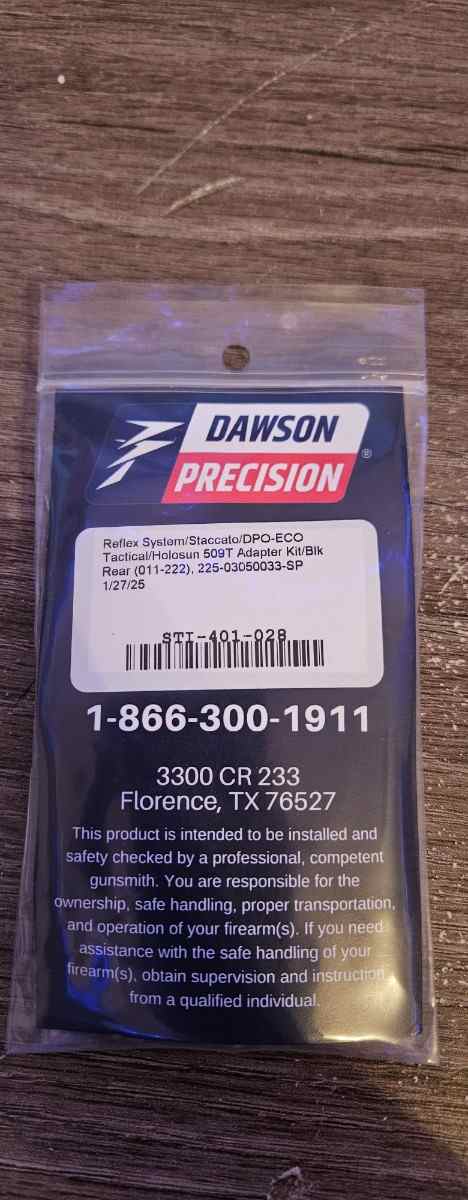 DAWSON
PRECISION®
Reflex System/Staccato/DPO-ECO
Tactical/Holosun 509T Adapter Kit/Blk
Rear (011-222), 225-03050033-SP
1/27/25
STI-401-028
1-866-300-1911
3300 CR 233
Florence, TX 76527
This product is intended to be installed and
safety checked by a professional, competent
gunsmith. You are responsible for the
ownership, safe handling, proper transportation,
and operation of your firearm(s). If you need
assistance with the safe handling of your
firearm(s), obtain supervision and instruction
from a qualified individual.